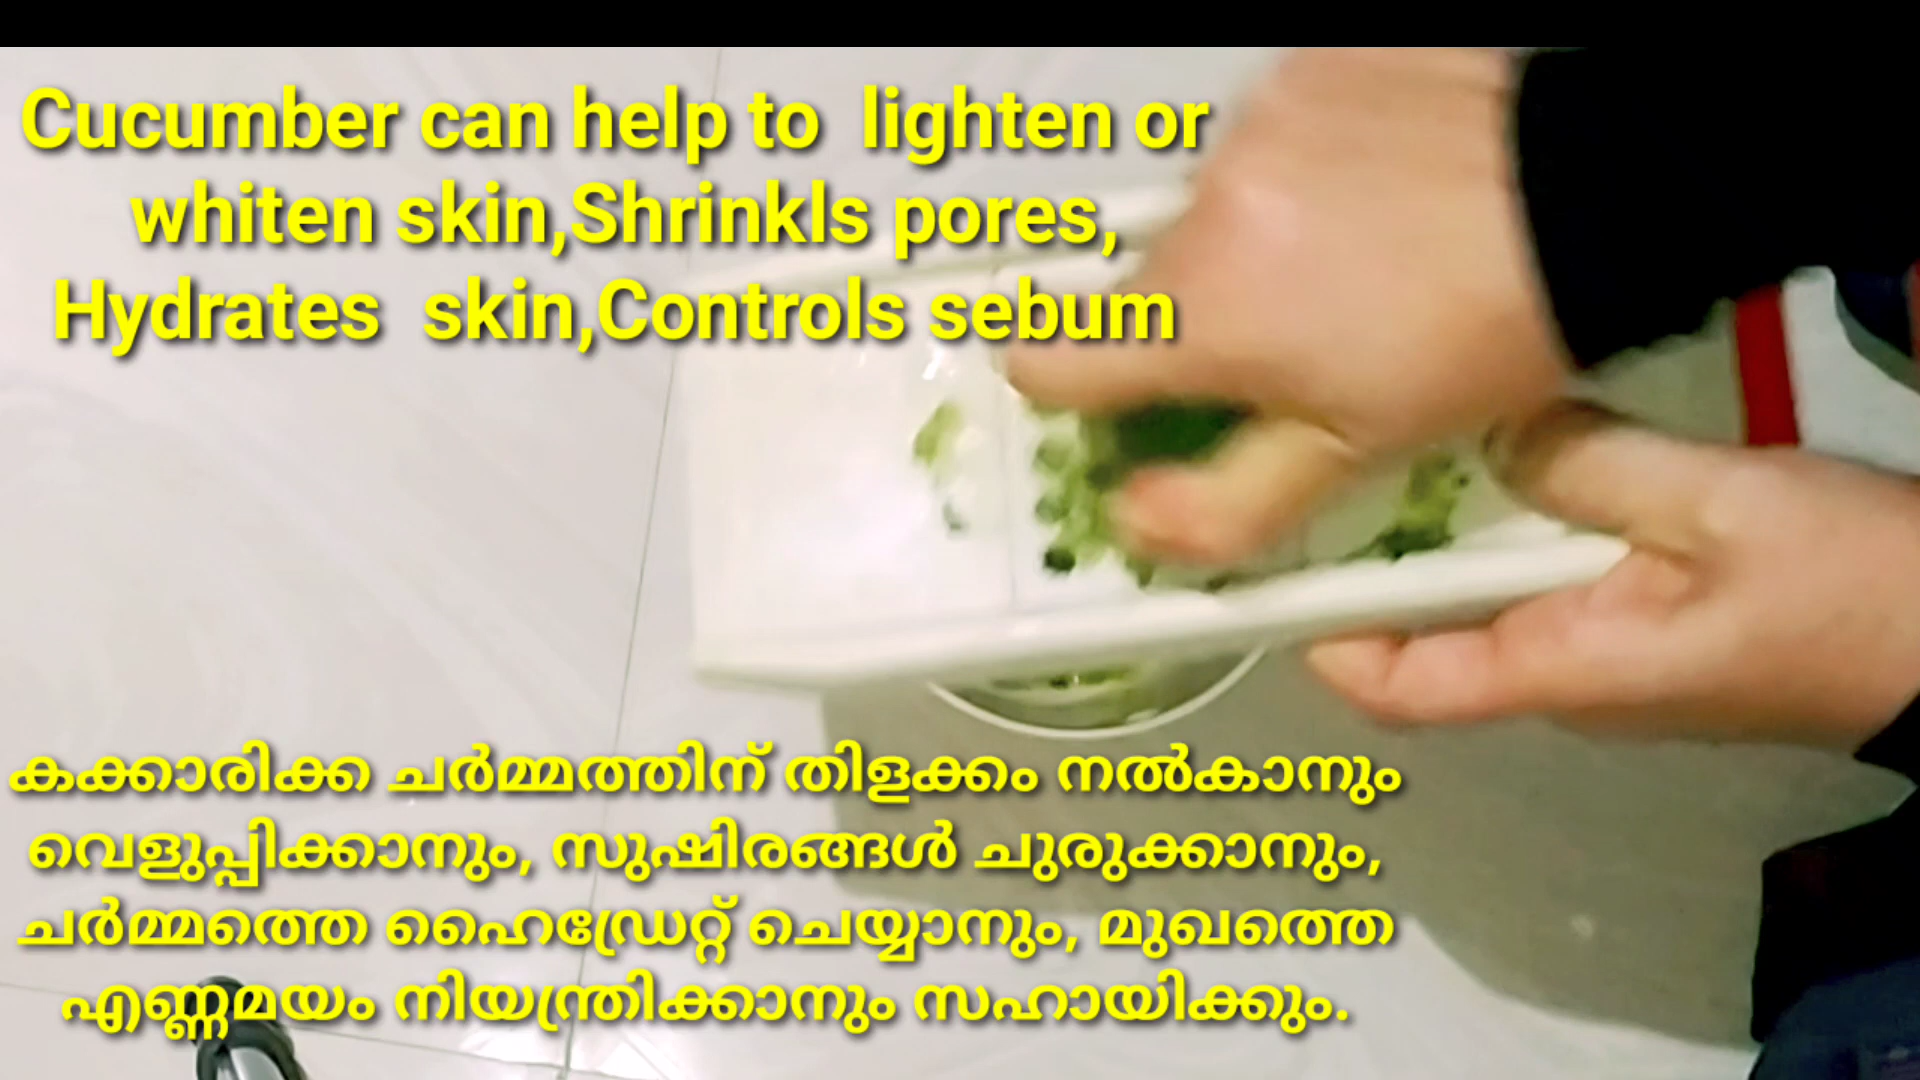 Cucumber can help to  lighten or
whiten skin,Shrinkls pores,
Hydrates  skin,Controls sebum
കക്കാരിക്ക ചർമ്മത്തിന് തിളക്കം നൽകാനും
വെളുപ്പിക്കാനും, സുഷിരങ്ങൾ ചുരുക്കാനും,
ചർമ്മത്തെ ഹൈഡ്രേറ്റ് ചെയ്യാനും, മുഖത്തെ
എണ്ണമയം നിയന്ത്രിക്കാനും സഹായിക്കും.